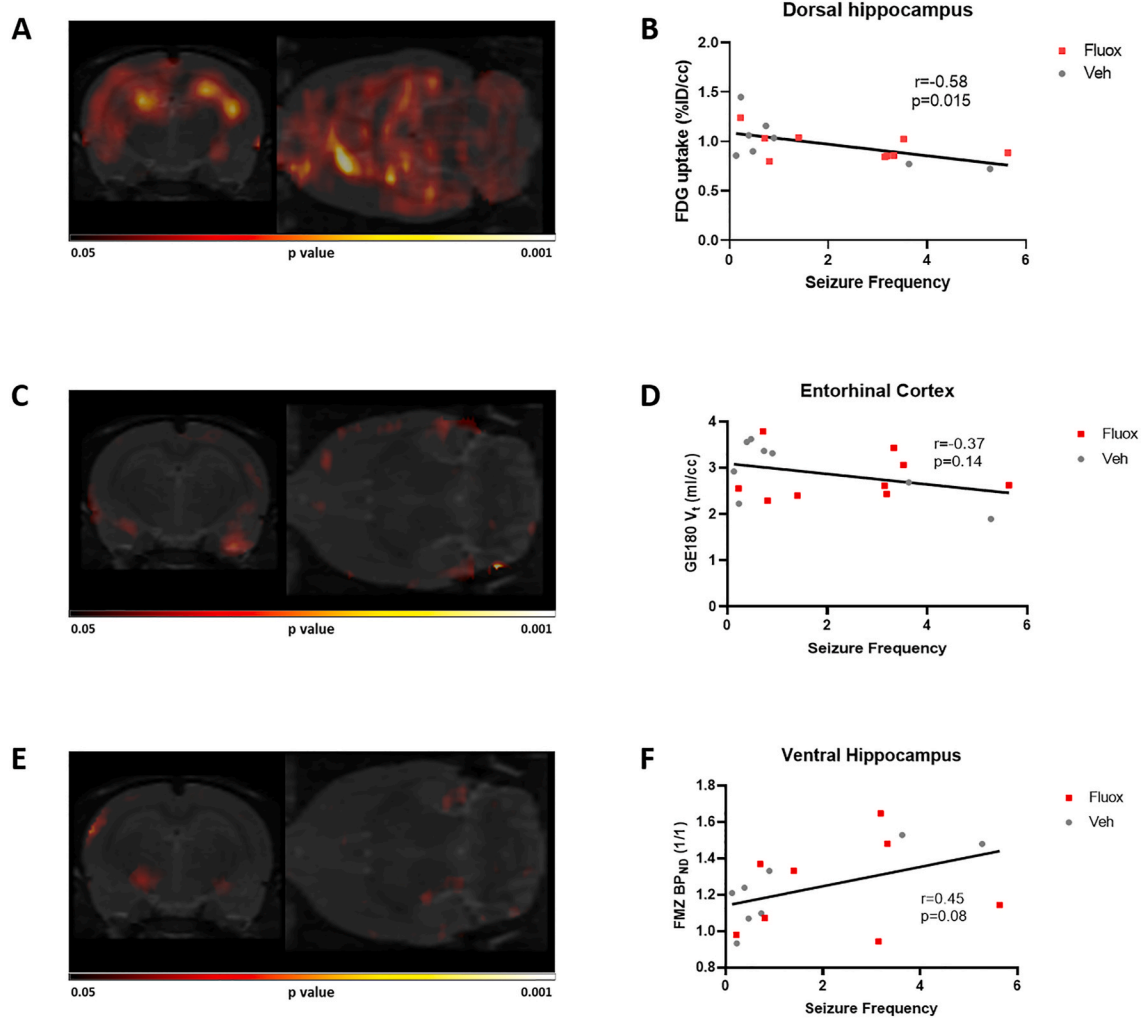 A
0.05 p value 0.001
B
Dorsal hippocampus
FDG uptake (%ID/cc)
2.0
1.5
1.0
0.5
0.0
r=-0.58
p=0.015
0 2 4 6
Seizure Frequency
Fluox
Veh
C
0.05 p value 0.001
D
Entorhinal Cortex
GE180 Vt (ml/cc)
4
3
2
1
0
r=-0.37
p=0.14
0 2 4 6
Seizure Frequency
Fluox
Veh
E
0.05 p value 0.001
F
Ventral Hippocampus
FMZ BPND (1/1)
1.8
1.6
1.4
1.2
1.0
0.8
r=0.45
p=0.08
0 2 4 6
Seizure Frequency
Fluox
Veh